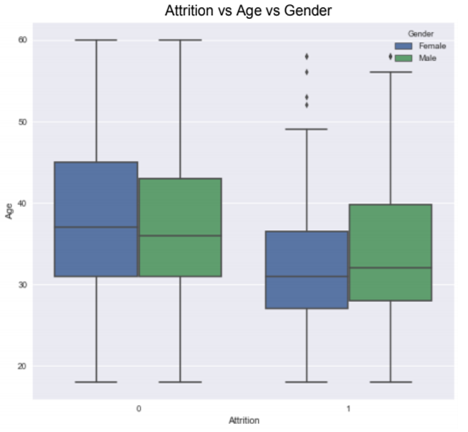 Attrition vs Age vs Gender
Gender
Female
Male
60
50
40
30
20
Age
0
1
Attrition